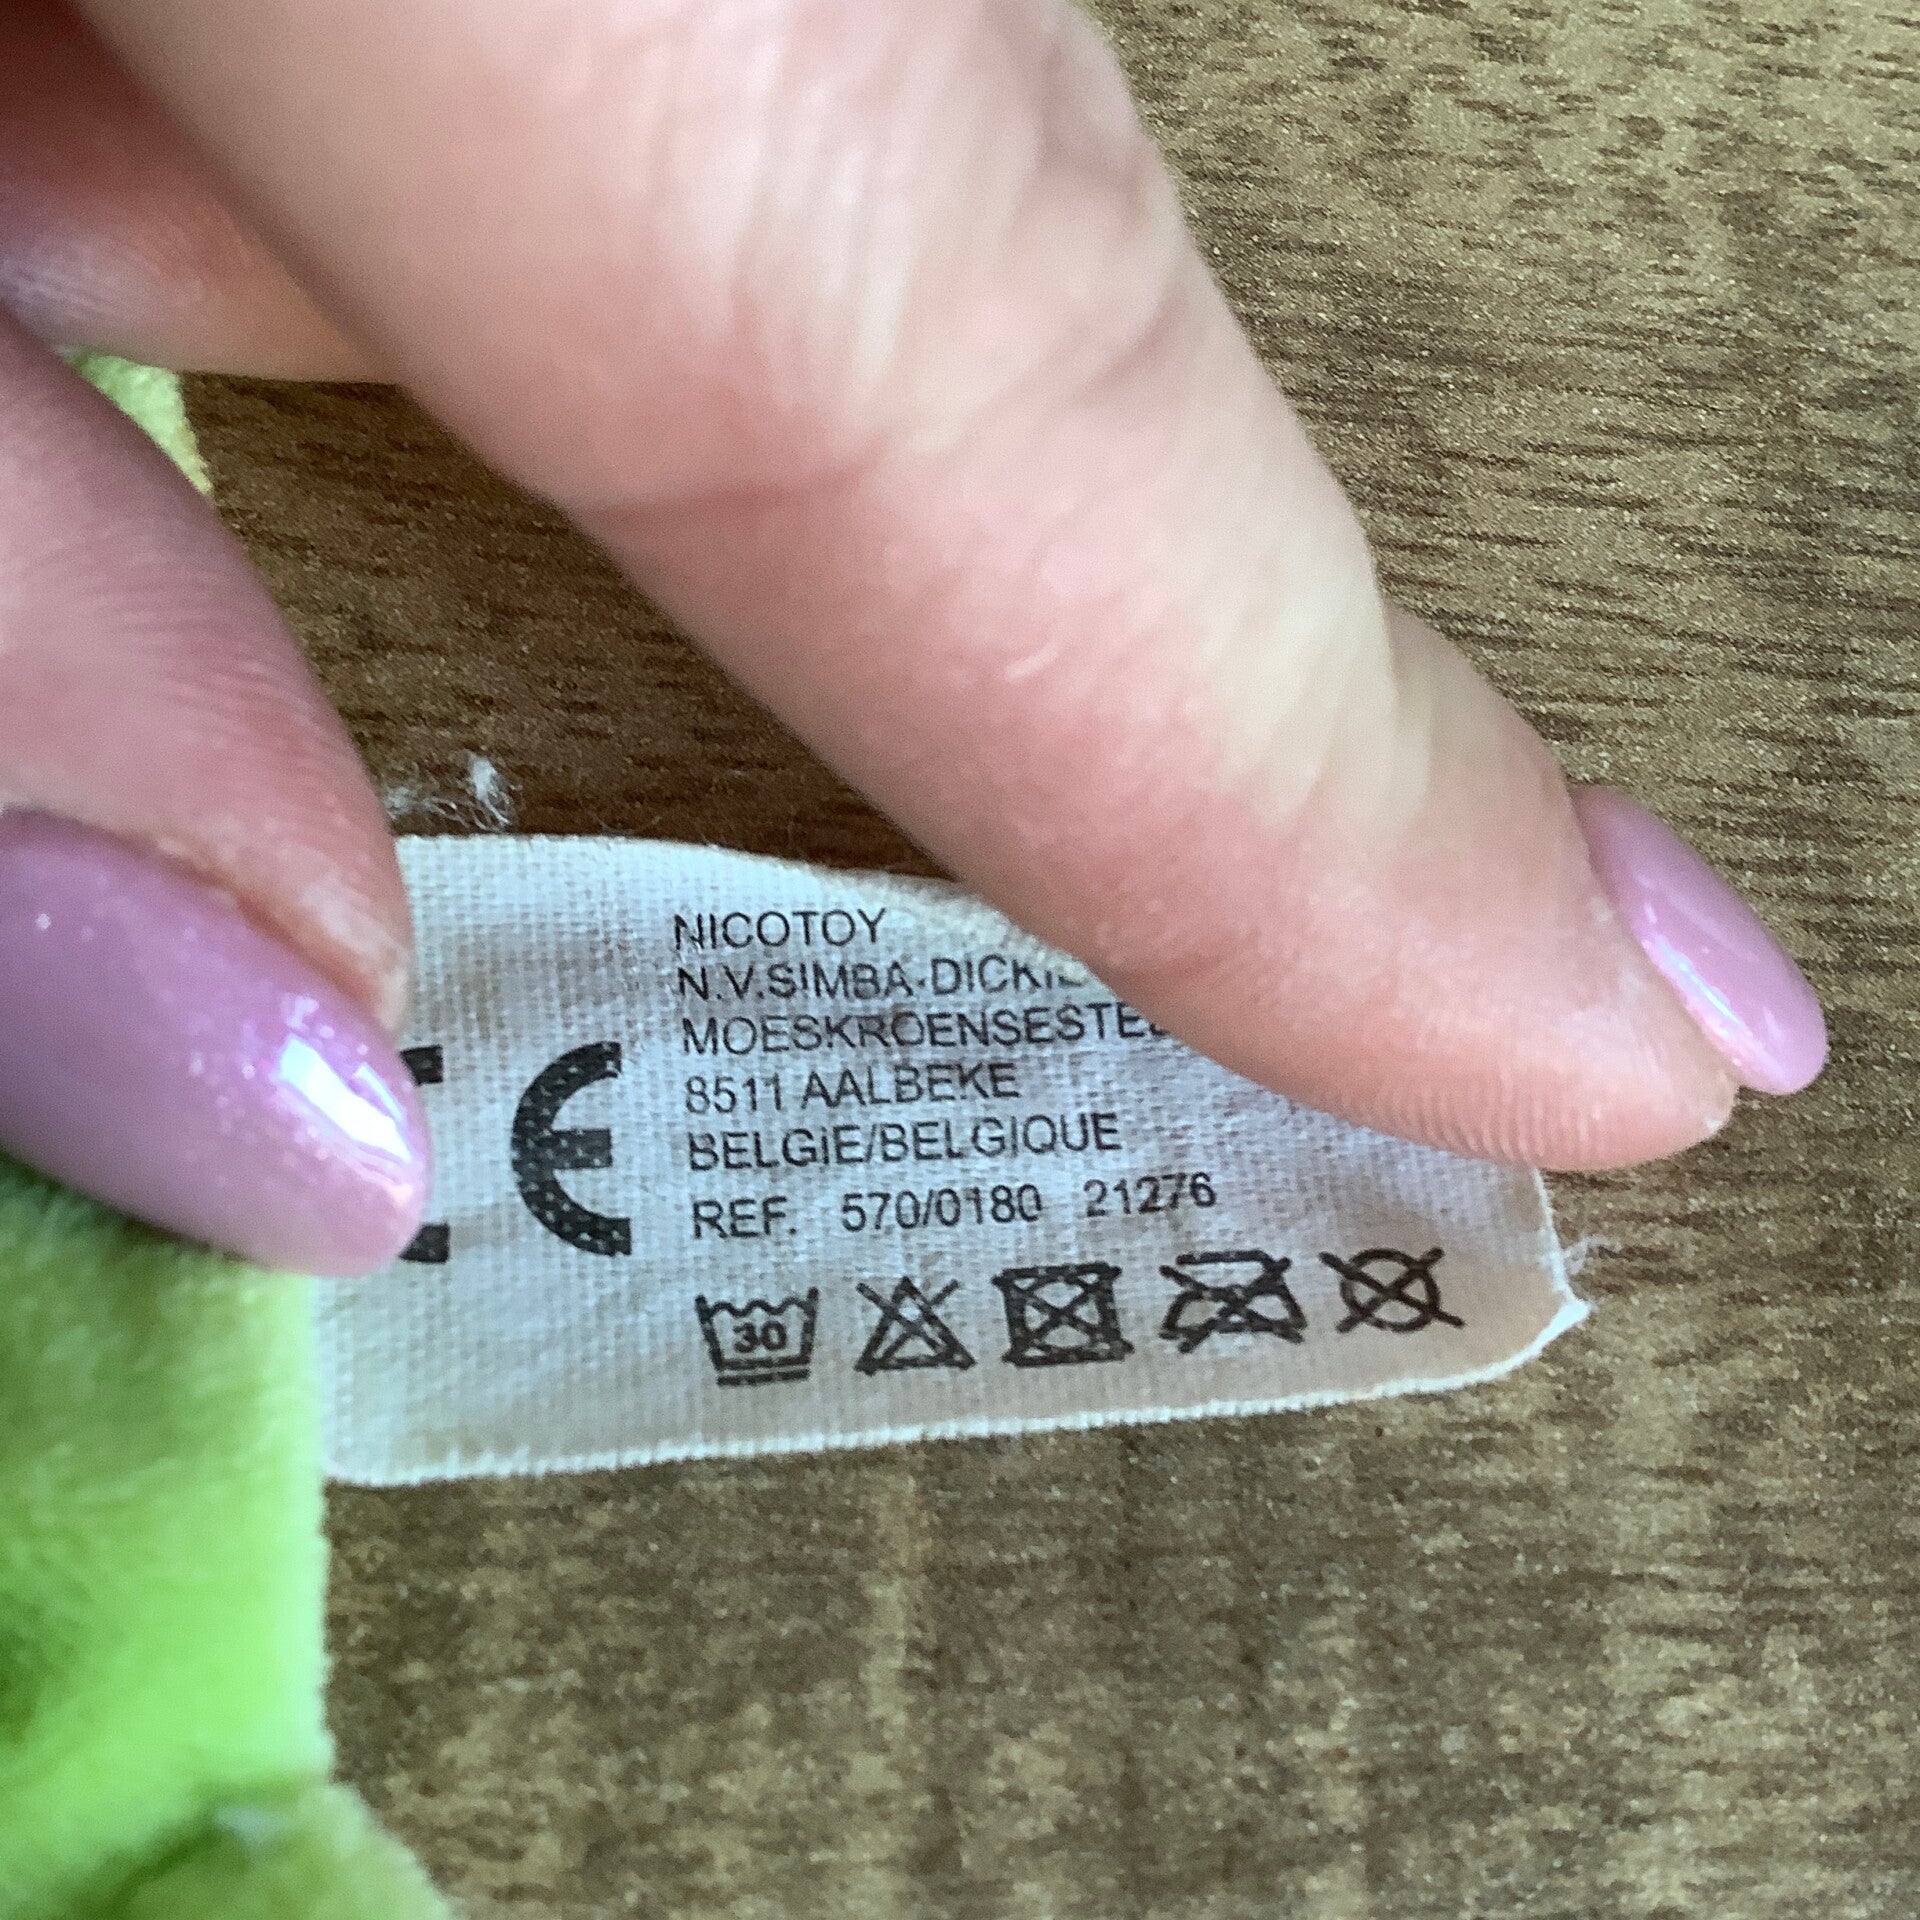 CE
NICOTOY
N.V.SIMBA-DICKIE
MOESKROENSESTE
8511 AALBEKE
BELGIE/BELGIQUE
REF. 570/0180 21276
30